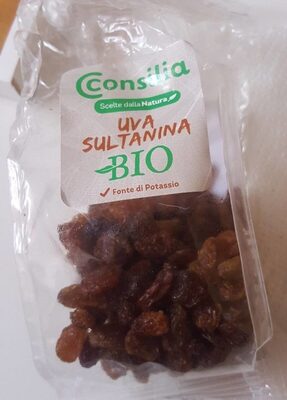 Consilia
Scelte dalla Natura
UVA
SULTANINA
BIO
Fonte di Potassio